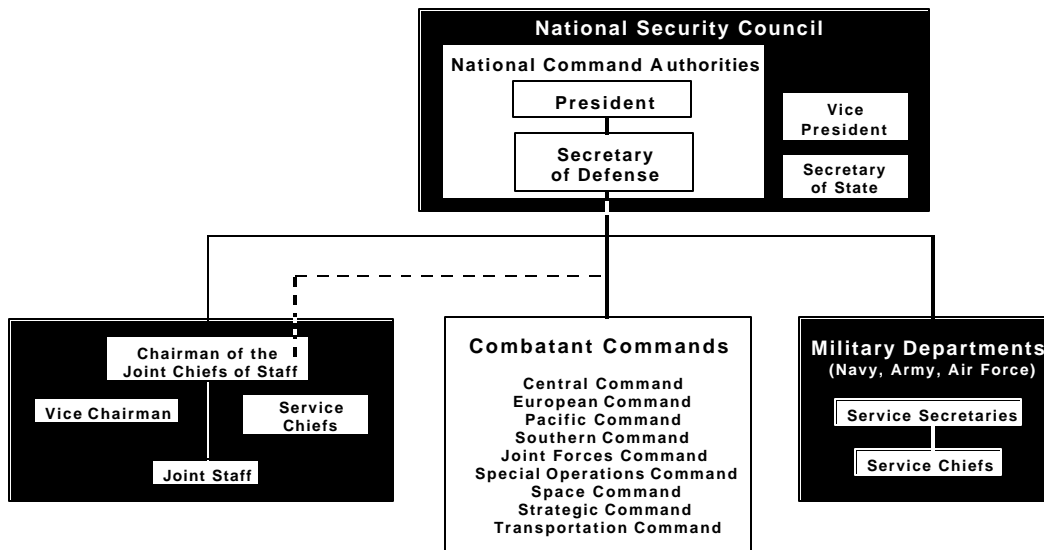 National Security Council
National Command Authorities
President
Secretary
of Defense
Vice
President
Secretary
of State
Chairman of the
Joint Chiefs of Staff
Vice Chairman
Service
Chiefs
Joint Staff
Combatant Commands
Central Command
European Command
Pacific Command
Southern Command
Joint Forces Command
Special Operations Command
Space Command
Strategic Command
Transportation Command
Military Departments
(Navy, Army, Air Force)
Service Secretaries
Service Chiefs